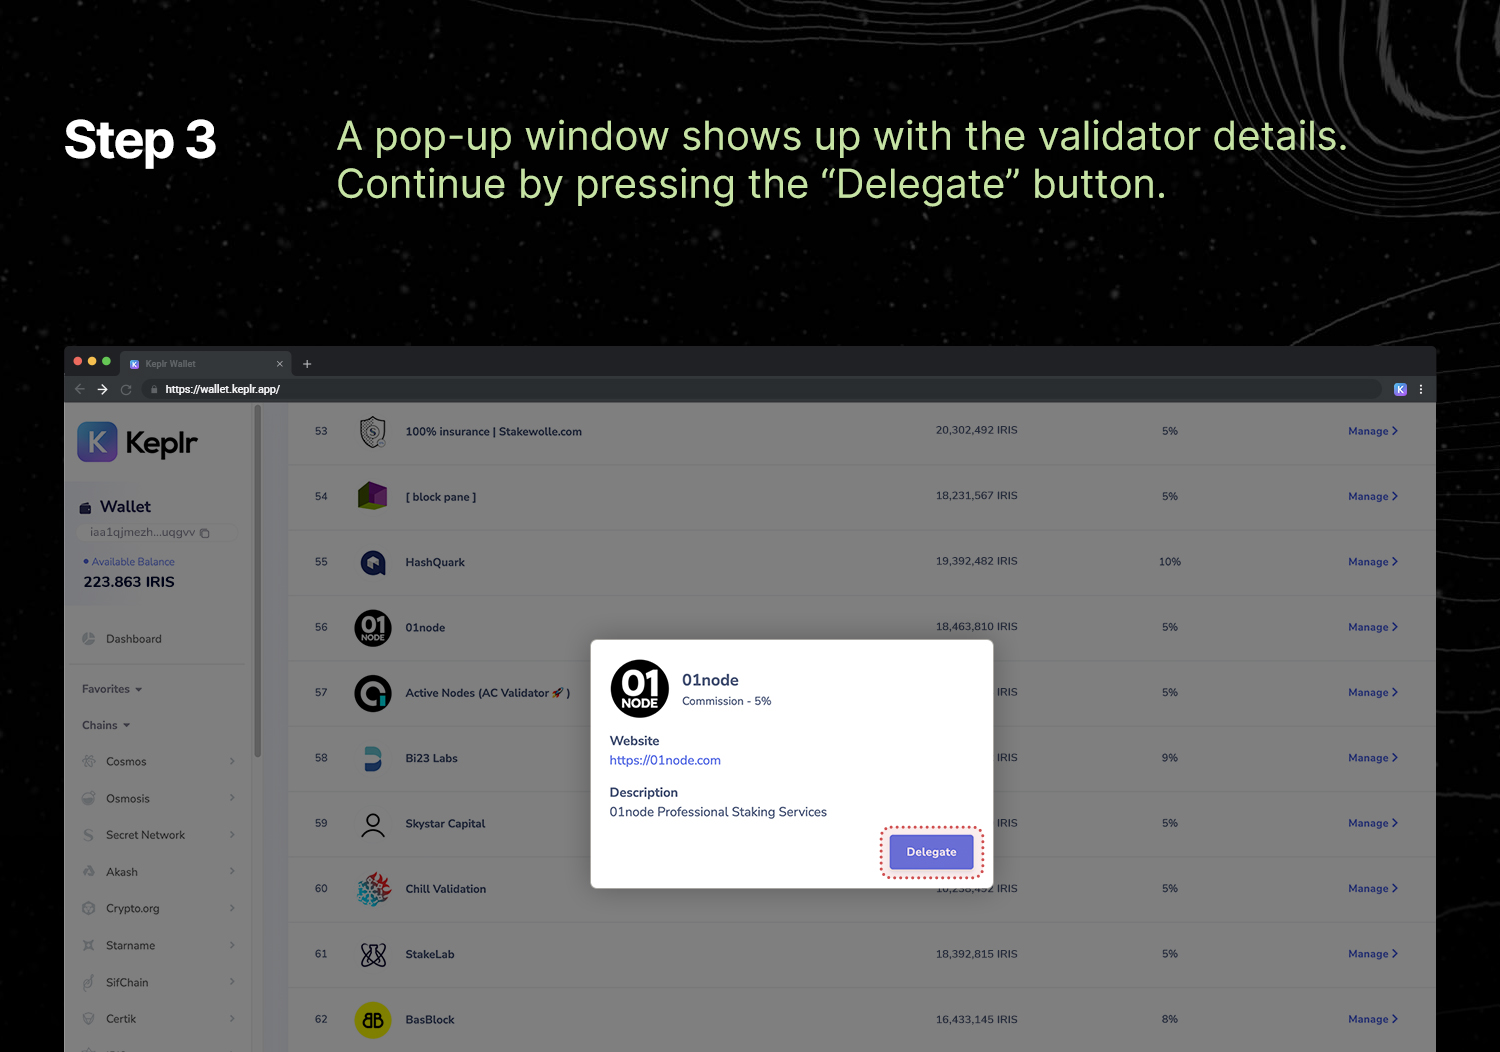 Step 3
A pop-up window shows up with the validator details.
Continue by pressing the “Delegate” button.
Keplr Wallet
https://wallet.keplr.app/
K
K Keplr
Wallet
iaa1qjmezh...uqgvv
Available Balance
223.863 IRIS
Dashboard
Favorites
Chains
Cosmos
Osmosis
Secret Network
Akash
Crypto.org
Starname
SifChain
Certik
53 100% insurance | Stakewolle.com 20,302,492 IRIS 5% Manage
54 [ block pane ] 18,231,567 IRIS 5% Manage
55 HashQuark 19,392,482 IRIS 10% Manage
56 01 NODE 01node 18,463,810 IRIS 5% Manage
57 Active Nodes (AC Validator 🚀 ) IRIS 5% Manage
58 Bi23 Labs IRIS 9% Manage
59 Skystar Capital IRIS 5% Manage
60 Chill Validation IRIS 5% Manage
61 StakeLab 18,392,815 IRIS 5% Manage
62 BasBlock 16,433,145 IRIS 8% Manage
01
NODE
01node
Commission - 5%
Website
https://01node.com
Description
01node Professional Staking Services
Delegate